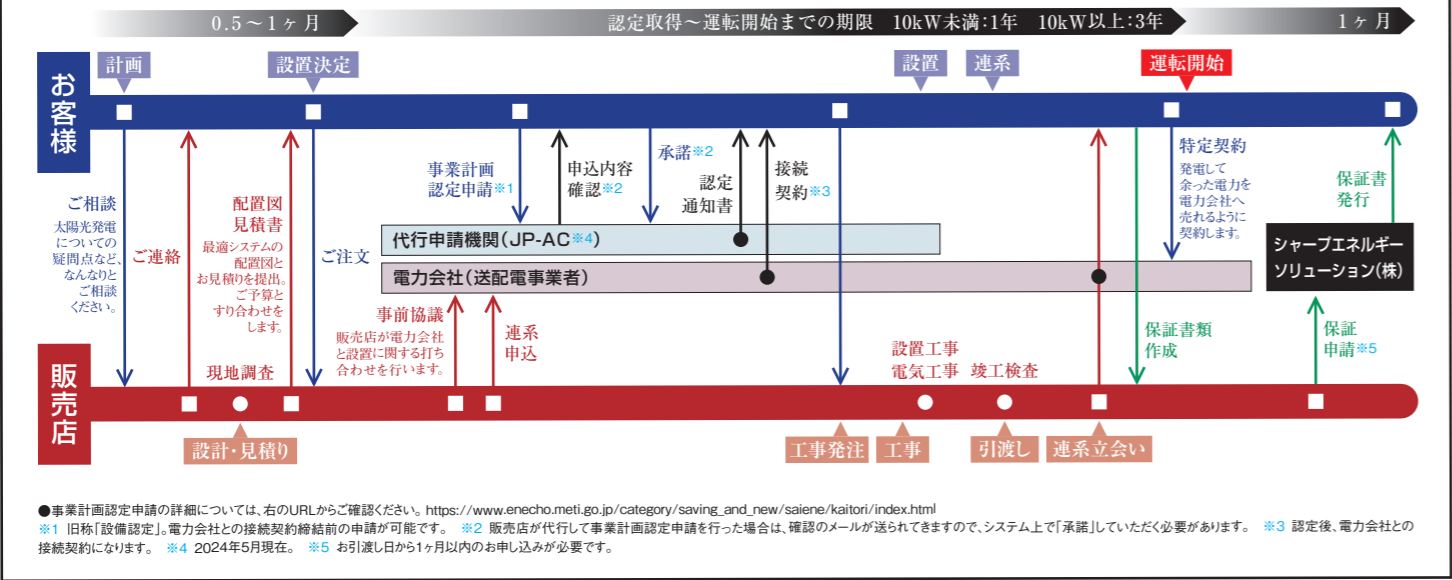 0.5～1ヶ月
認定取得～運転開始までの期限 10kW未満:1年 10kW以上:3年
1ヶ月
お客様
計画
設置決定
設置
連系
運転開始
ご相談
太陽光発電
についての
疑問点など、
なんなりと
ご相談
ください。
ご連絡
配置図
見積書
最適システムの
配置図と
お見積りを提出。
ご予算と
すり合わせを
します。
ご注文
事業計画
認定申請※1
申込内容
確認※2
承諾※2
認定
通知書
接続
契約※3
特定契約
発電して
余った電力を
電力会社へ
売れるように
契約します。
保証書
発行
代行申請機関(JP-AC※4)
電力会社(送配電事業者)
シャープエネルギー
ソリューション(株)
事前協議
販売店が電力会社
と設置に関する打ち
合わせを行います。
連系
申込
保証書類
作成
保証
申請※5
現地調査
設置工事
電気工事
竣工検査
販売店
設計・見積り
工事発注
工事
引渡し
連系立会い
●事業計画認定申請の詳細については、右のURLからご確認ください。https://www.enecho.meti.go.jp/category/saving_and_new/saiene/kaitori/index.html
※1 旧称「設備認定」。電力会社との接続契約締結前の申請が可能です。 ※2 販売店が代行して事業計画認定申請を行った場合は、確認のメールが送られてきますので、システム上で「承諾」していただく必要があります。 ※3 認定後、電力会社との
接続契約になります。 ※4 2024年5月現在。 ※5 お引渡し日から1ヶ月以内のお申し込みが必要です。